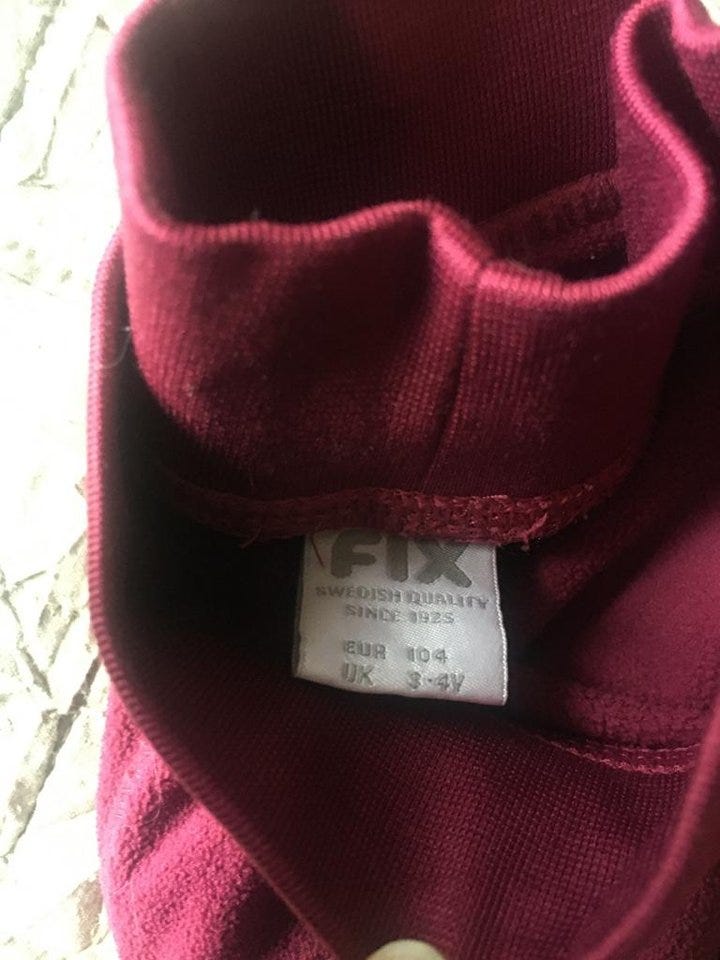 FIX
SWEDISH QUALITY
SINCE 1925
EUR 104
UK 3-4Y